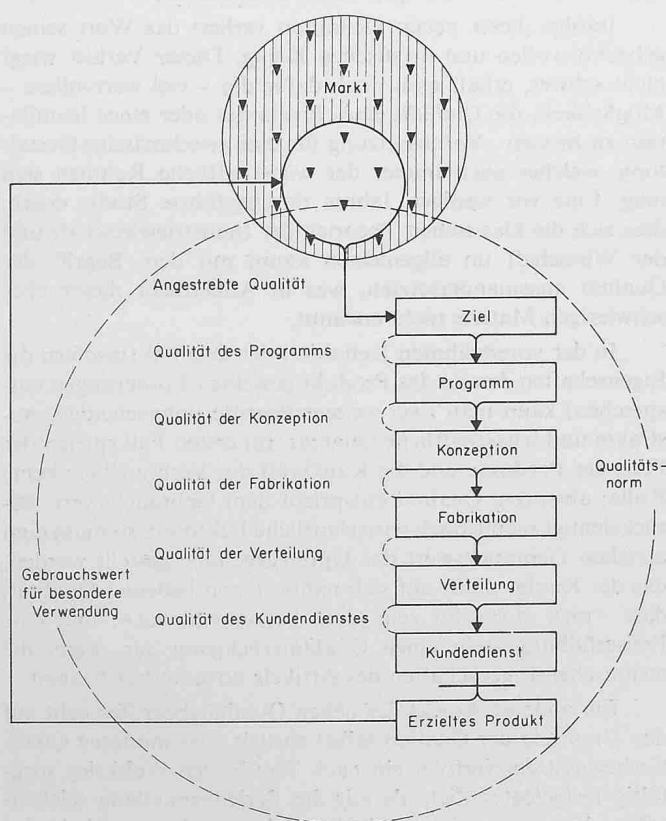 Markt
Angestrebte Qualität
Ziel
Qualität des Programms
Programm
Qualität der Konzeption
Konzeption
Qualitäts-
norm
Qualität der Fabrikation
Fabrikation
Qualität der Verteilung
Verteilung
Gebrauchswert
für besondere
Verwendung
Qualität des Kundendienstes
Kundendienst
Erzieltes Produkt